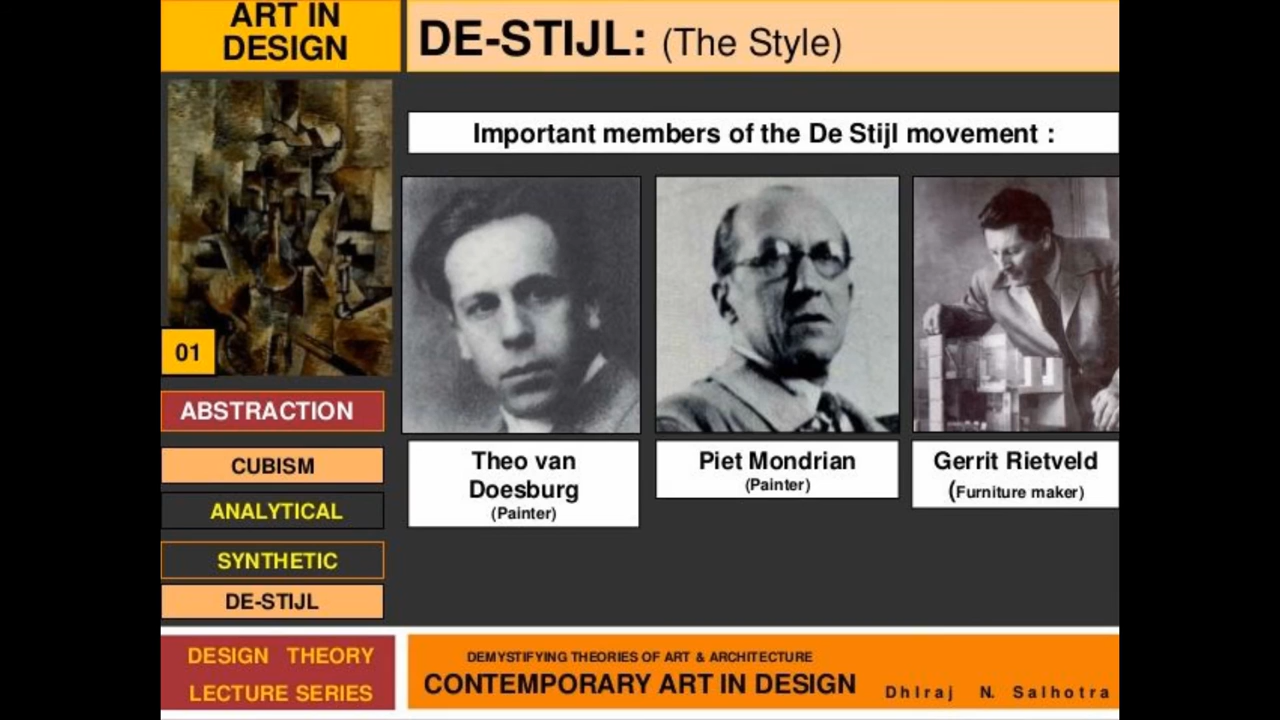 ART IN
DESIGN
DE-STIJL: (The Style)
Important members of the De Stijl movement :
01
ABSTRACTION
CUBISM
ANALYTICAL
SYNTHETIC
DE-STIJL
Theo van
Doesburg
(Painter)
Piet Mondrian
(Painter)
Gerrit Rietveld
(Furniture maker)
DESIGN THEORY
LECTURE SERIES
DEMYSTIFYING THEORIES OF ART & ARCHITECTURE
CONTEMPORARY ART IN DESIGN
DhIraj N. Salhotra